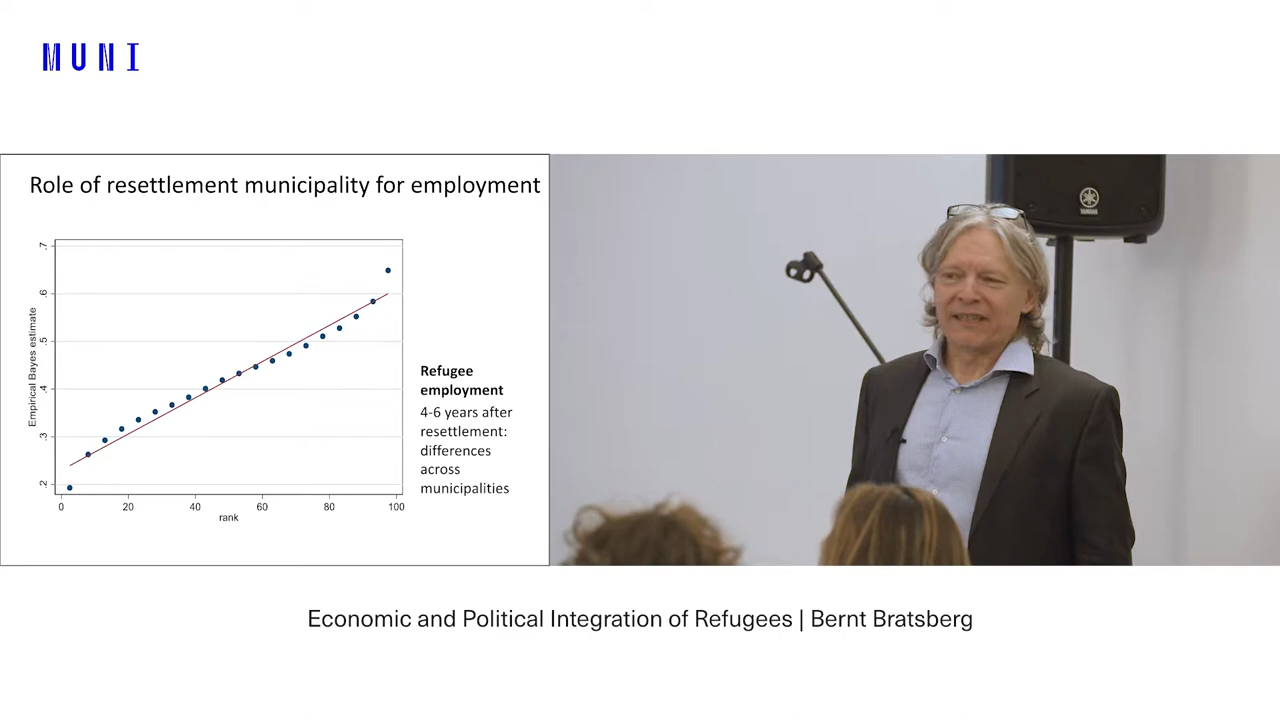 MUNI
Role of resettlement municipality for employment
.7
.6
.5
.4
.3
.2
Empirical Bayes estimate
0 20 40 60 80 100
rank
Refugee
employment
4-6 years after
resettlement:
differences
across
municipalities
YAMAHA
Economic and Political Integration of Refugees | Bernt Bratsberg